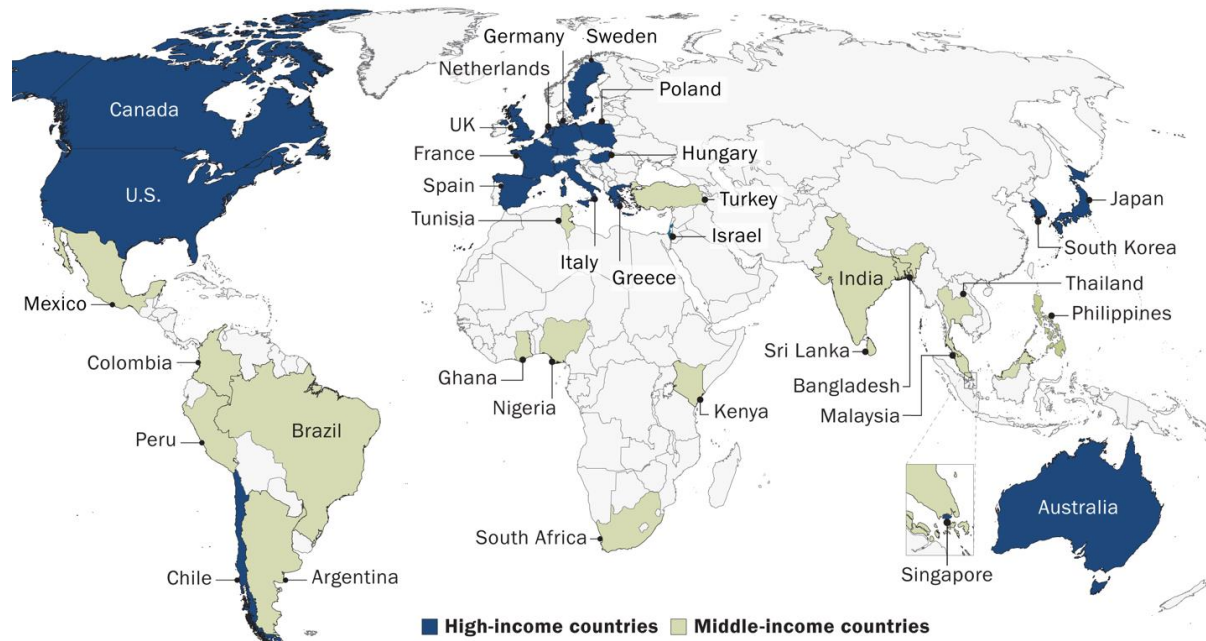 Germany
Sweden
Netherlands
Poland
Canada
UK
France
Hungary
U.S.
Spain
Turkey
Japan
Tunisia
Israel
South Korea
Italy
Greece
India
Thailand
Mexico
Philippines
Colombia
Sri Lanka
Ghana
Bangladesh
Nigeria
Kenya
Malaysia
Peru
Brazil
Australia
South Africa
Singapore
Chile
Argentina
High-income countries
Middle-income countries